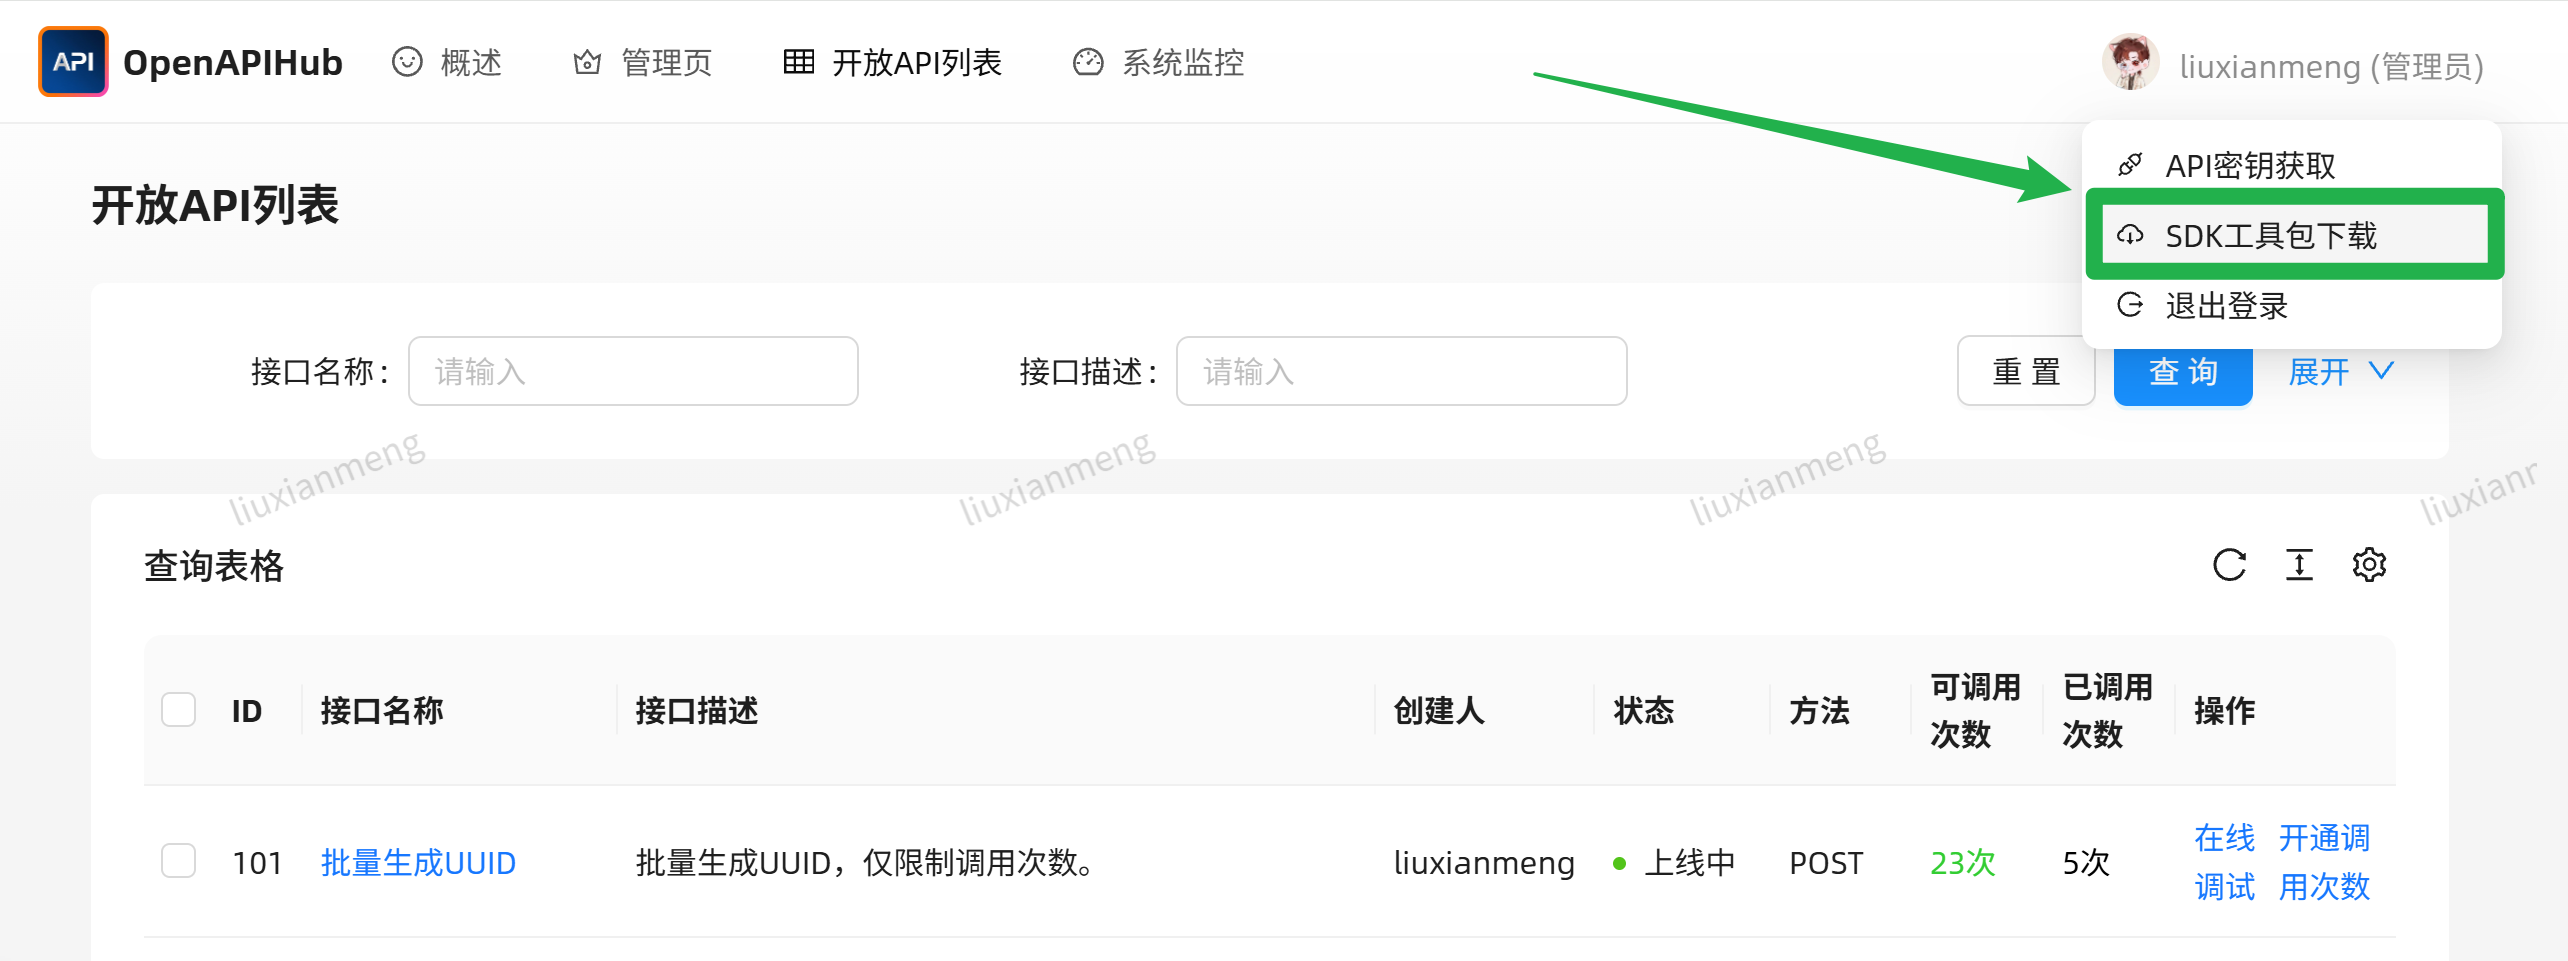 API OpenAPIHub 概述 管理页 开放API列表 系统监控 liuxianmeng (管理员)
API密钥获取
SDK工具包下载
退出登录
开放API列表
接口名称： 请输入 接口描述： 请输入 重 置 查 询 展开
liuxianmeng liuxianmeng liuxianmeng liuxianr
查询表格
ID 接口名称 接口描述 创建人 状态 方法 可调用次数 已调用次数 操作
101 批量生成UUID 批量生成UUID，仅限制调用次数。 liuxianmeng 上线中 POST 23次 5次 在线调试 开通调用次数